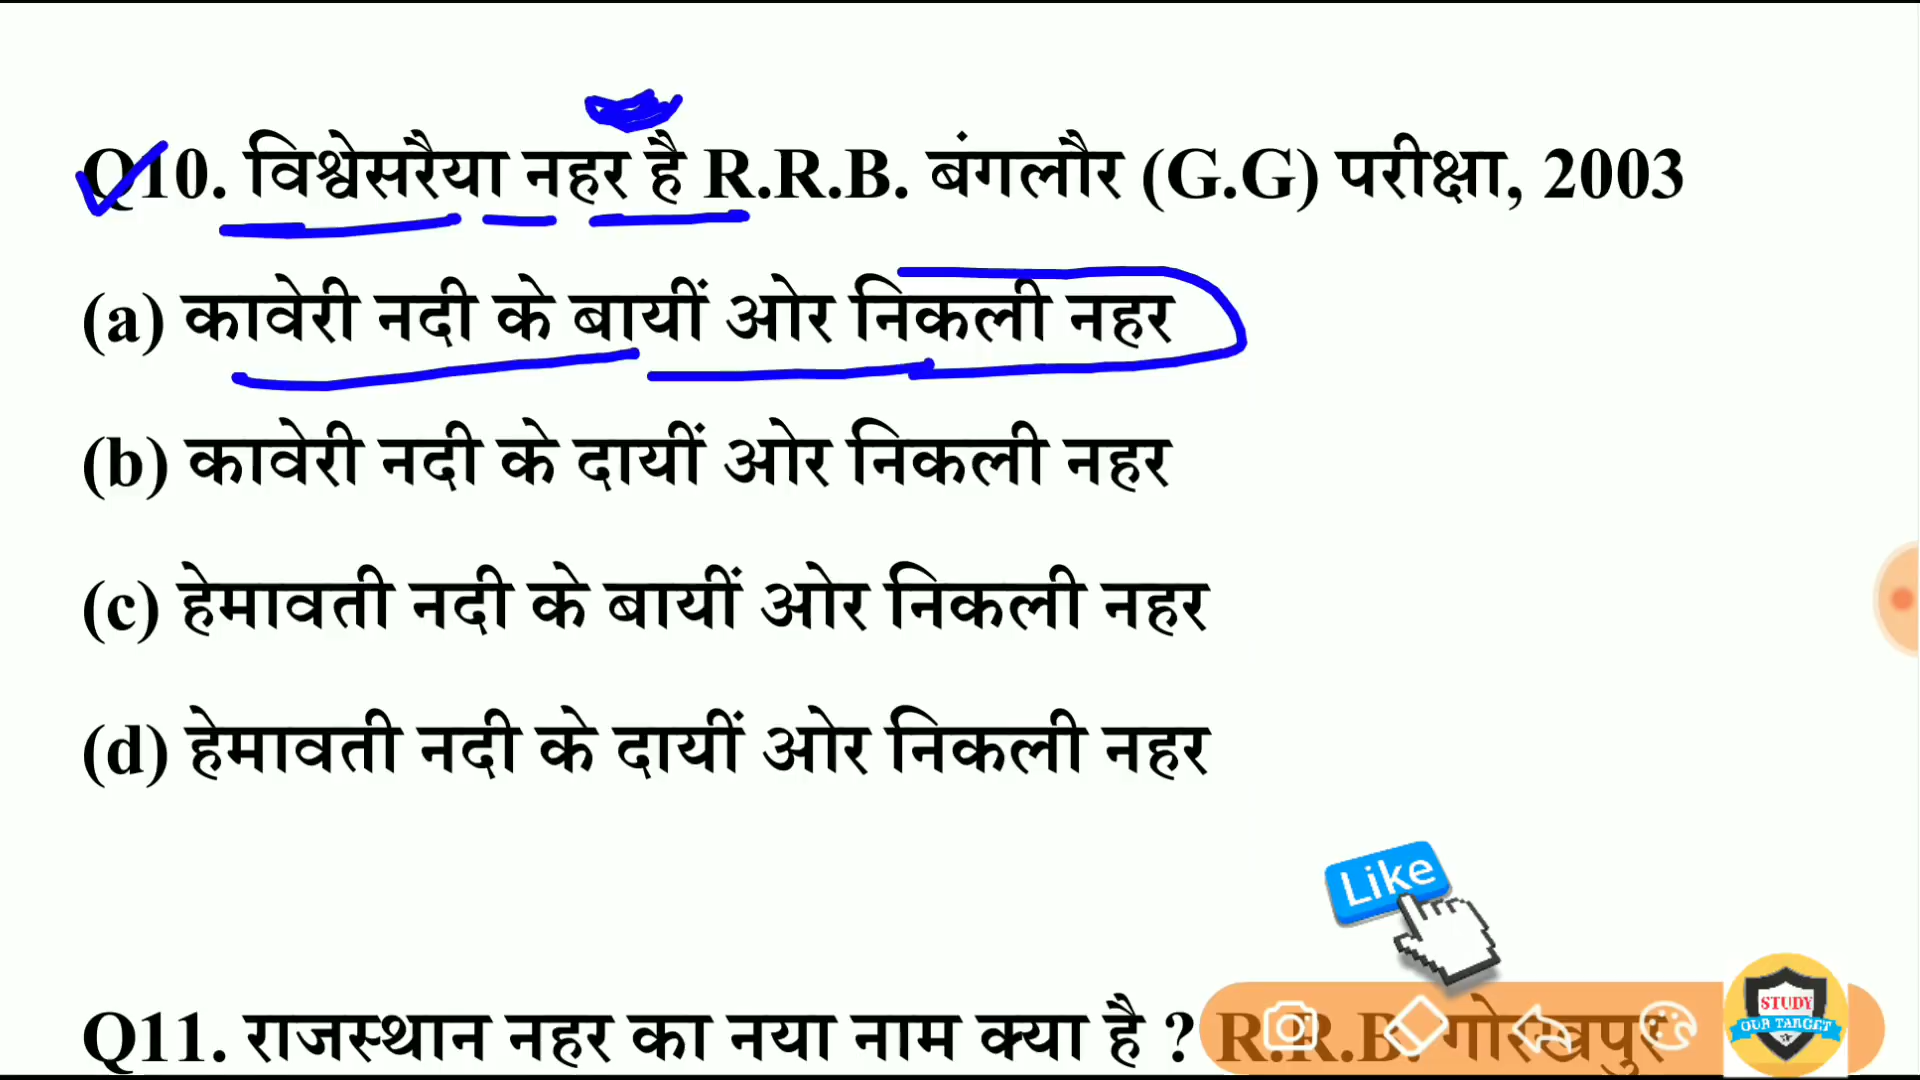 Q10. विश्वेसरैया नहर है R.R.B. बंगलौर (G.G) परीक्षा, 2003
(a) कावेरी नदी के बायीं ओर निकली नहर
(b) कावेरी नदी के दायीं ओर निकली नहर
(c) हेमावती नदी के बायीं ओर निकली नहर
(d) हेमावती नदी के दायीं ओर निकली नहर
Like
Q11. राजस्थान नहर का नया नाम क्या है ? R.R.B. गोरखपुर
STUDY
OUR TARGET